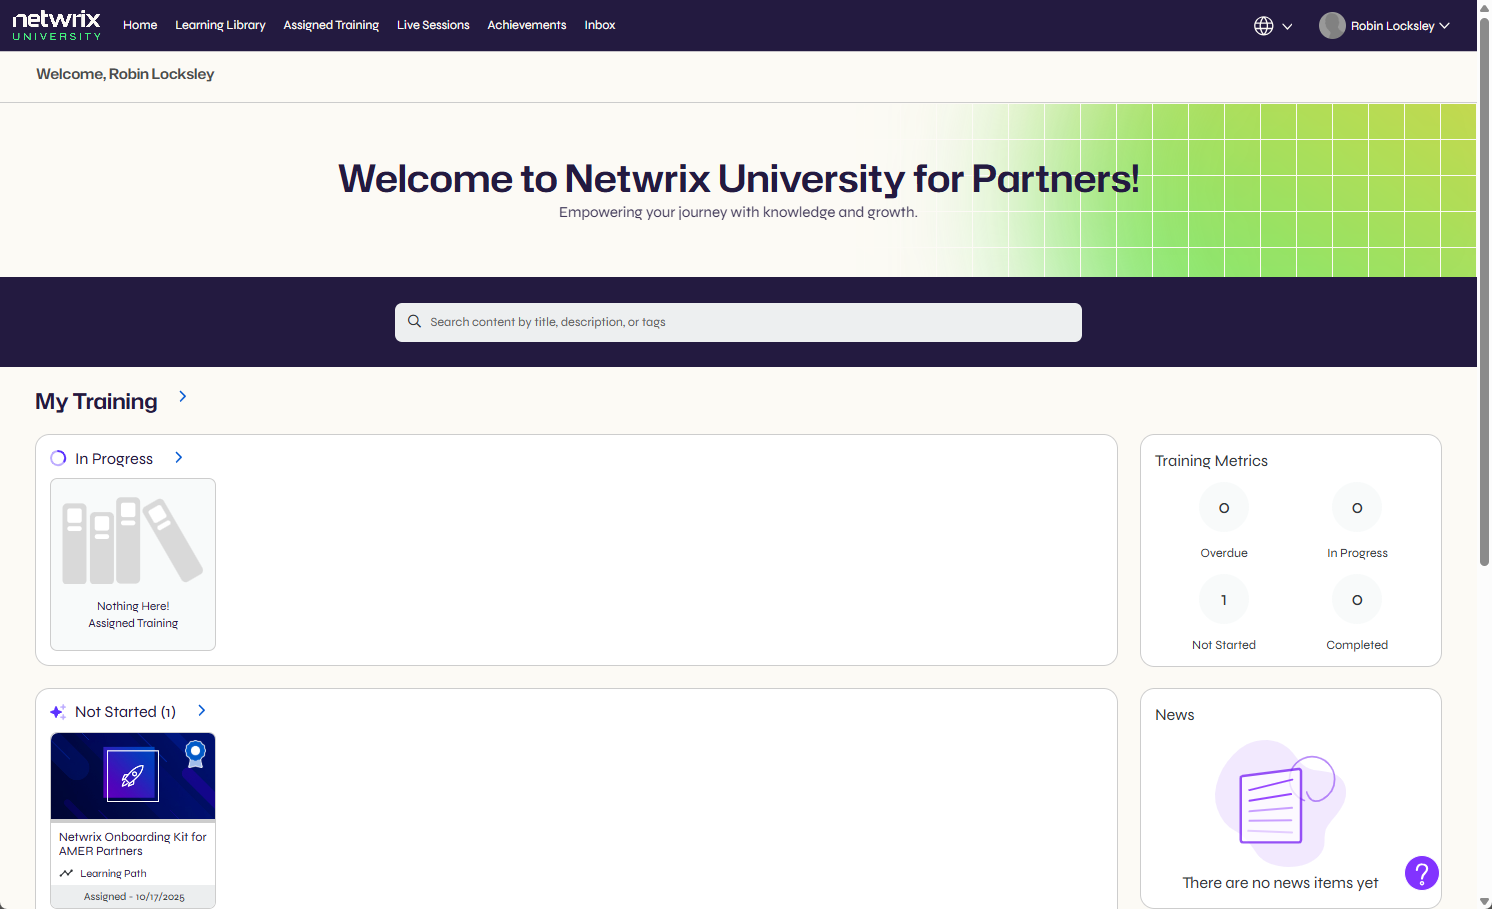 netwrix
UNIVERSITY
Home
Learning Library
Assigned Training
Live Sessions
Achievements
Inbox
Robin Locksley
Welcome, Robin Locksley
Welcome to Netwrix University for Partners!
Empowering your journey with knowledge and growth.
Search content by title, description, or tags
My Training
In Progress
Nothing Here!
Assigned Training
Training Metrics
0
0
Overdue
In Progress
1
0
Not Started
Completed
Not Started (1)
Netwrix Onboarding Kit for
AMER Partners
Learning Path
Assigned - 10/17/2025
News
There are no news items yet
?